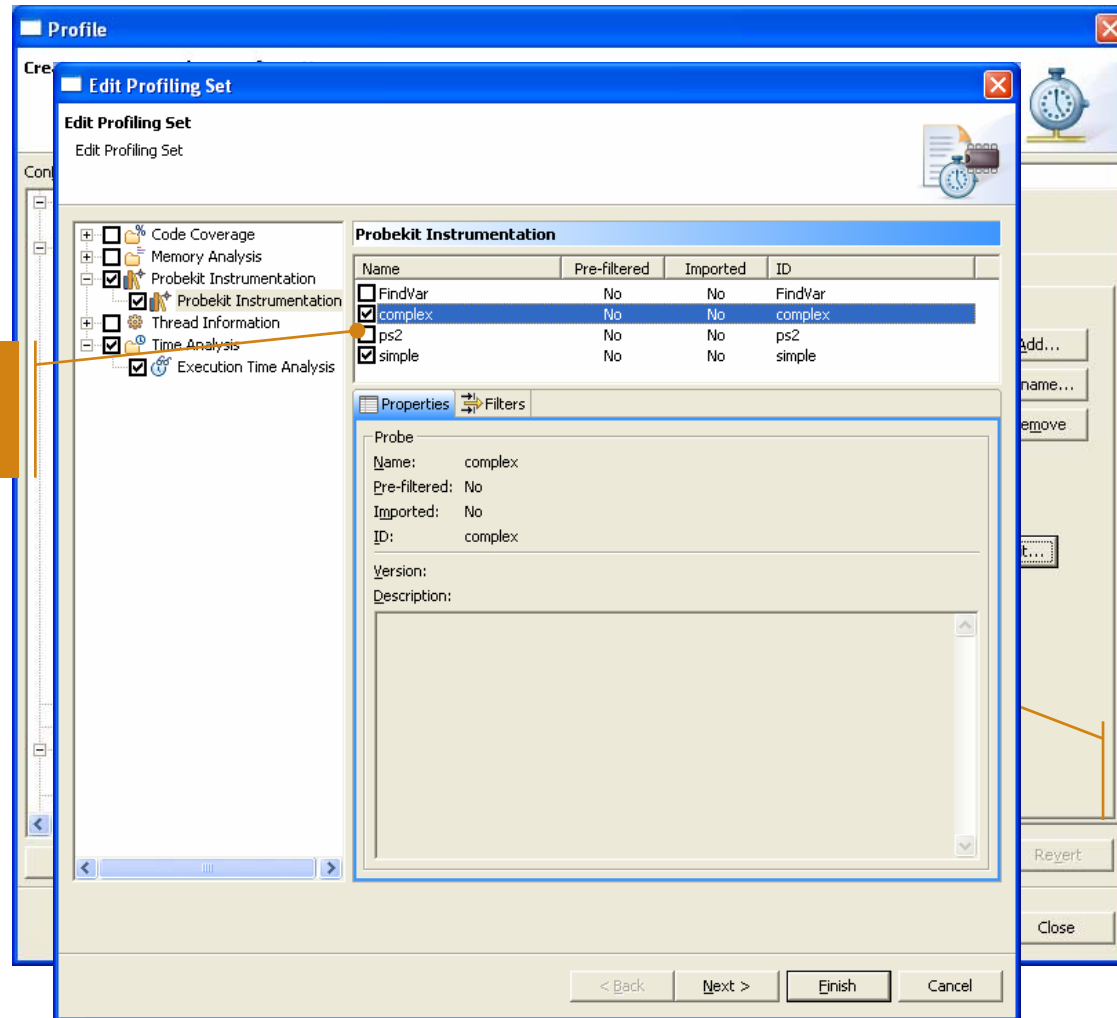 Profile
Cre
Edit Profiling Set
Edit Profiling Set
Edit Profiling Set
Con
Code Coverage
Memory Analysis
Probekit Instrumentation
Probekit Instrumentation
Thread Information
Time Analysis
Execution Time Analysis
Probekit Instrumentation
Name Pre-filtered Imported ID
FindVar No No FindVar
complex No No complex
ps2 No No ps2
simple No No simple
Properties Filters
Probe
Name: complex
Pre-filtered: No
Imported: No
ID: complex
Version:
Description:
Add...
name...
emove
t...
Revert
Close
< Back Next > Finish Cancel